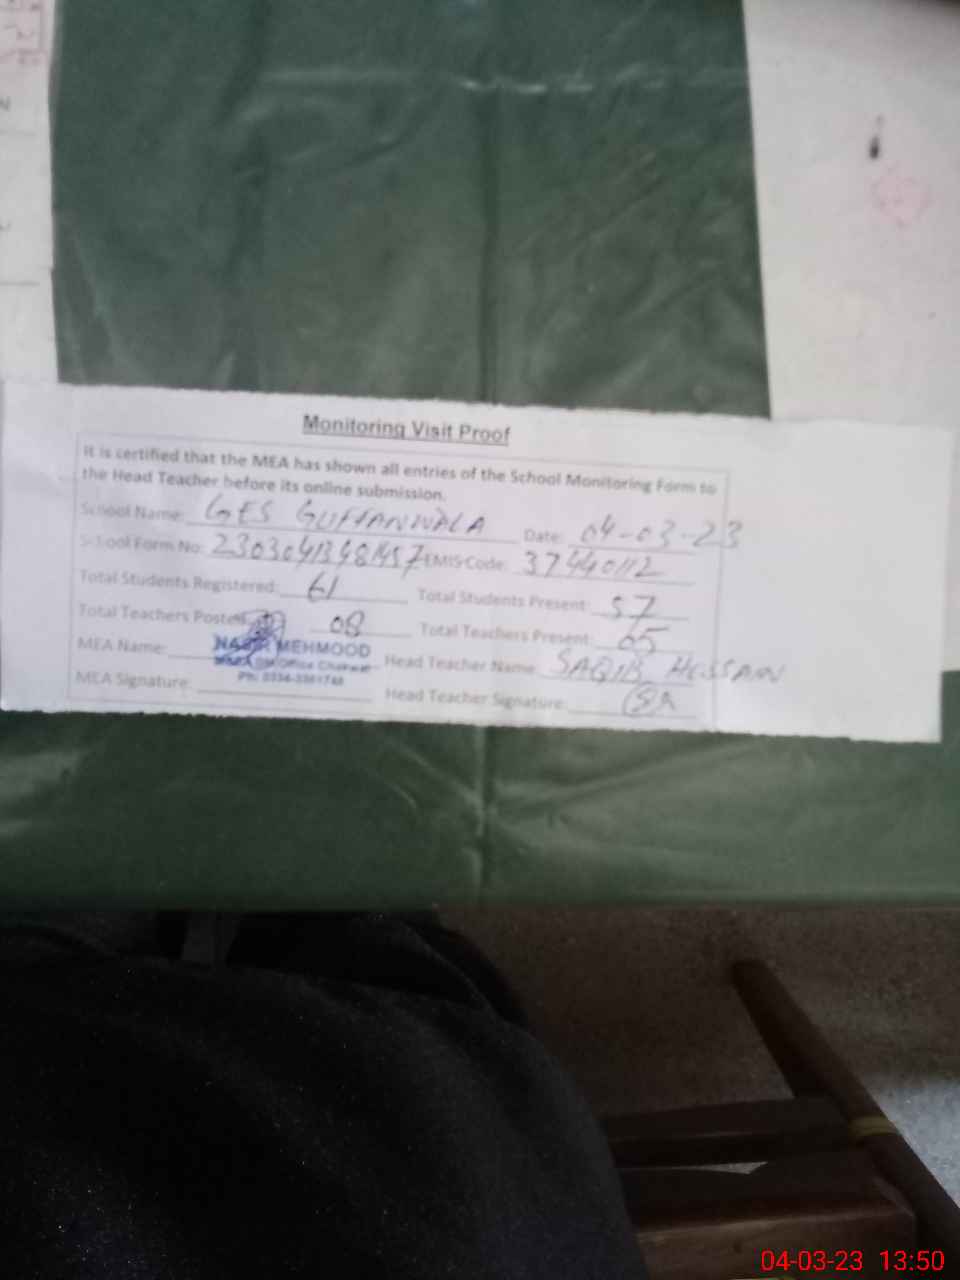 Monitoring Visit Proof
It is certified that the MEA has shown all entries of the School Monitoring Form to
the Head Teacher before its online submission.
School Name: GES Date: 04-03-23
School Form No: EMIS Code: 37440112
Total Students Registered: 61 Total Students Present: 57
Total Teachers Posted: 08 Total Teachers Present: 05
MEA Name: NASIR MEHMOOD Head Teacher Name: SAQIB HUSSAIN
MEA Signature: Head Teacher Signature:
04-03-23 13:50